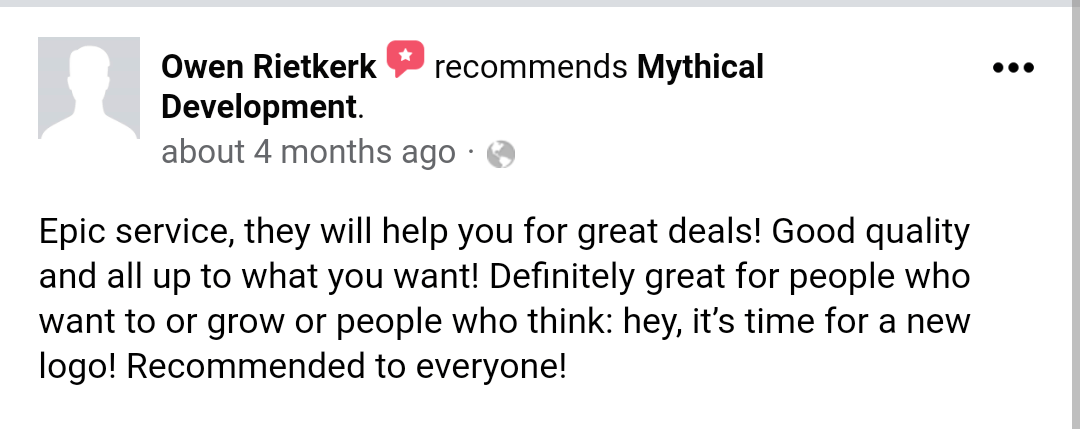 Owen Rietkerk recommends Mythical
Development.
about 4 months ago ·
Epic service, they will help you for great deals! Good quality
and all up to what you want! Definitely great for people who
want to or grow or people who think: hey, it’s time for a new
logo! Recommended to everyone!